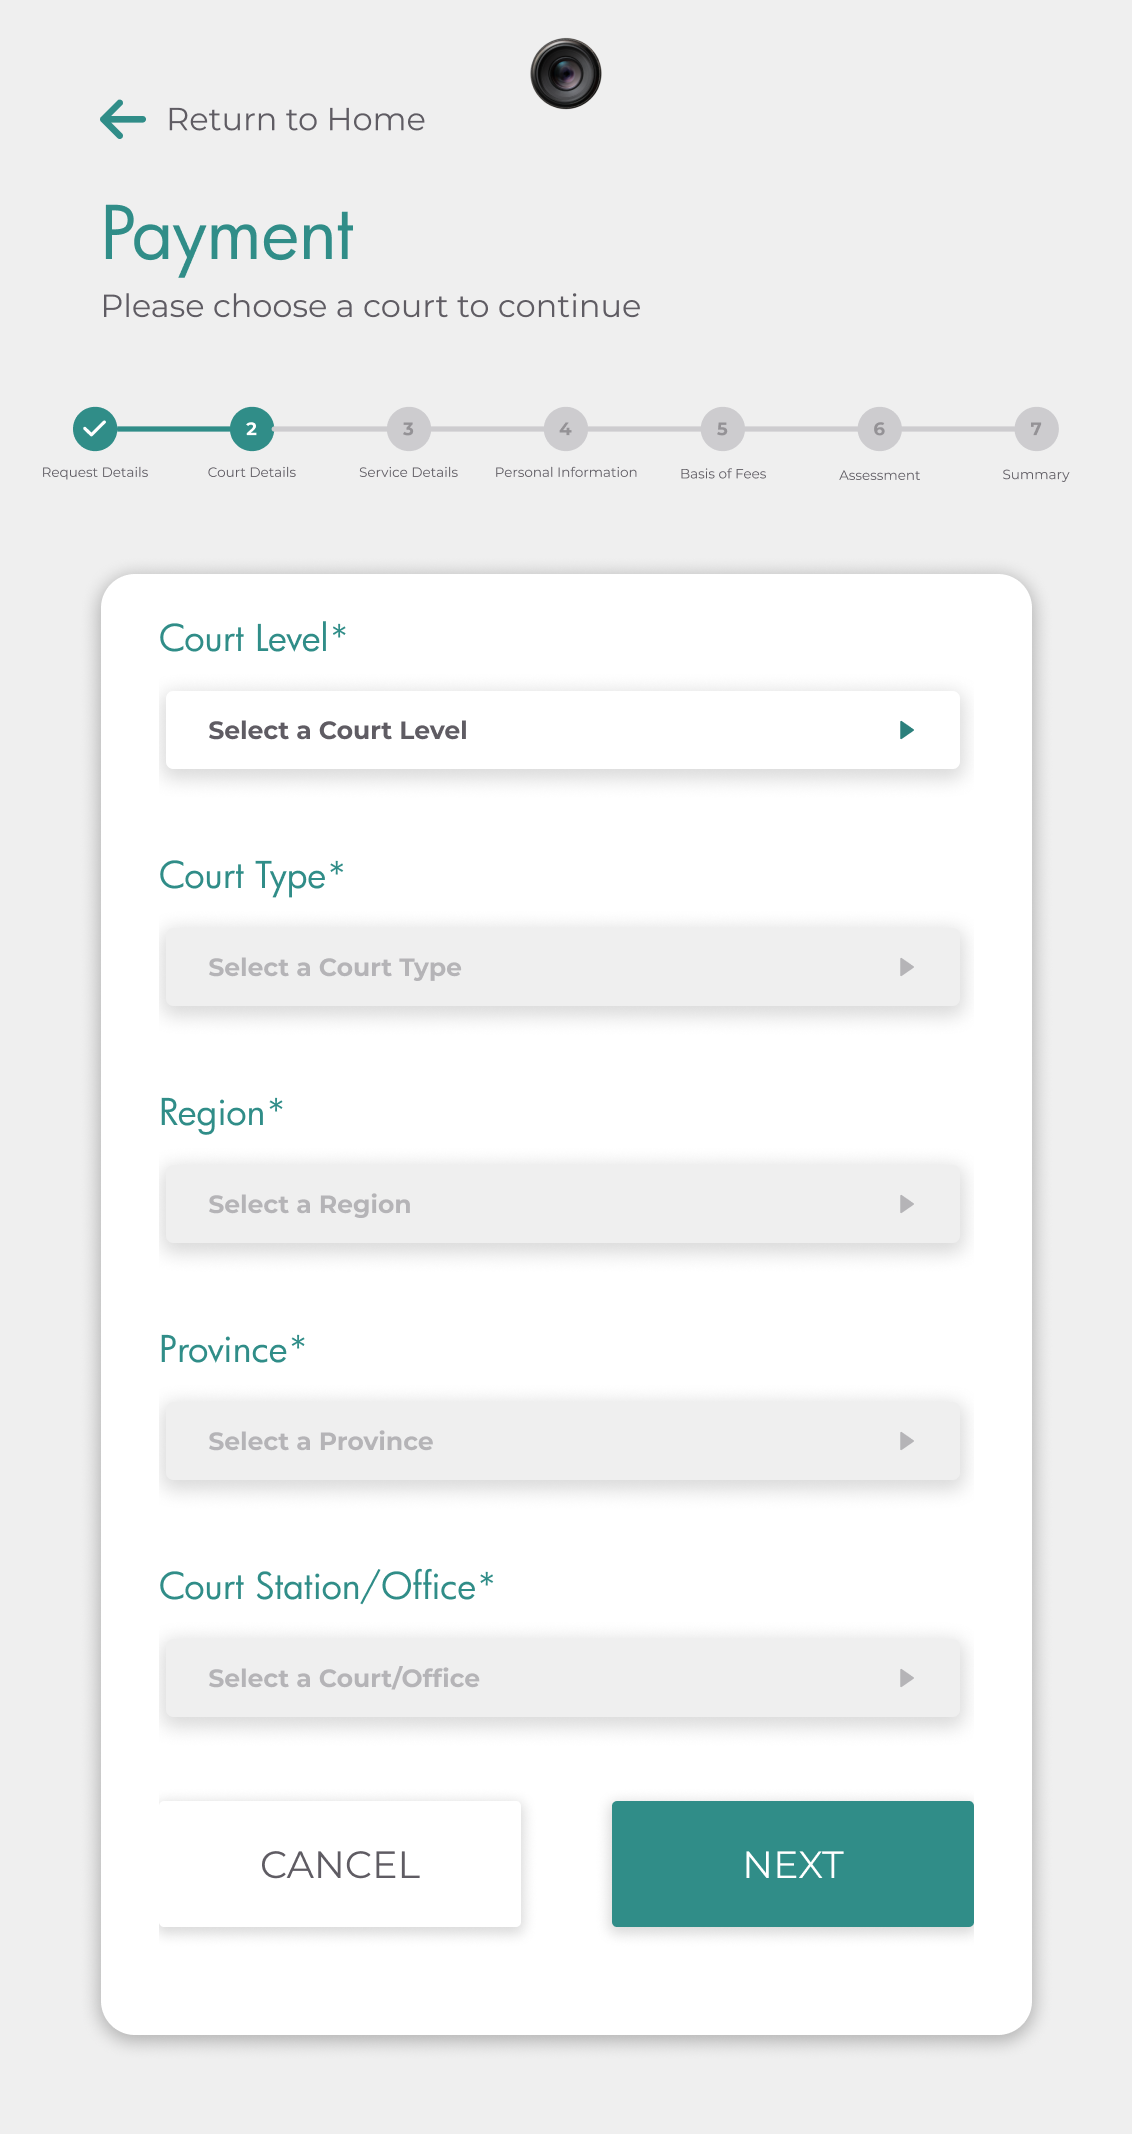 Return to Home
Payment
Please choose a court to continue
2 3 4 5 6 7
Request Details Court Details Service Details Personal Information Basis of Fees Assessment Summary
Court Level*
Select a Court Level
Court Type*
Select a Court Type
Region*
Select a Region
Province*
Select a Province
Court Station/Office*
Select a Court/Office
CANCEL NEXT